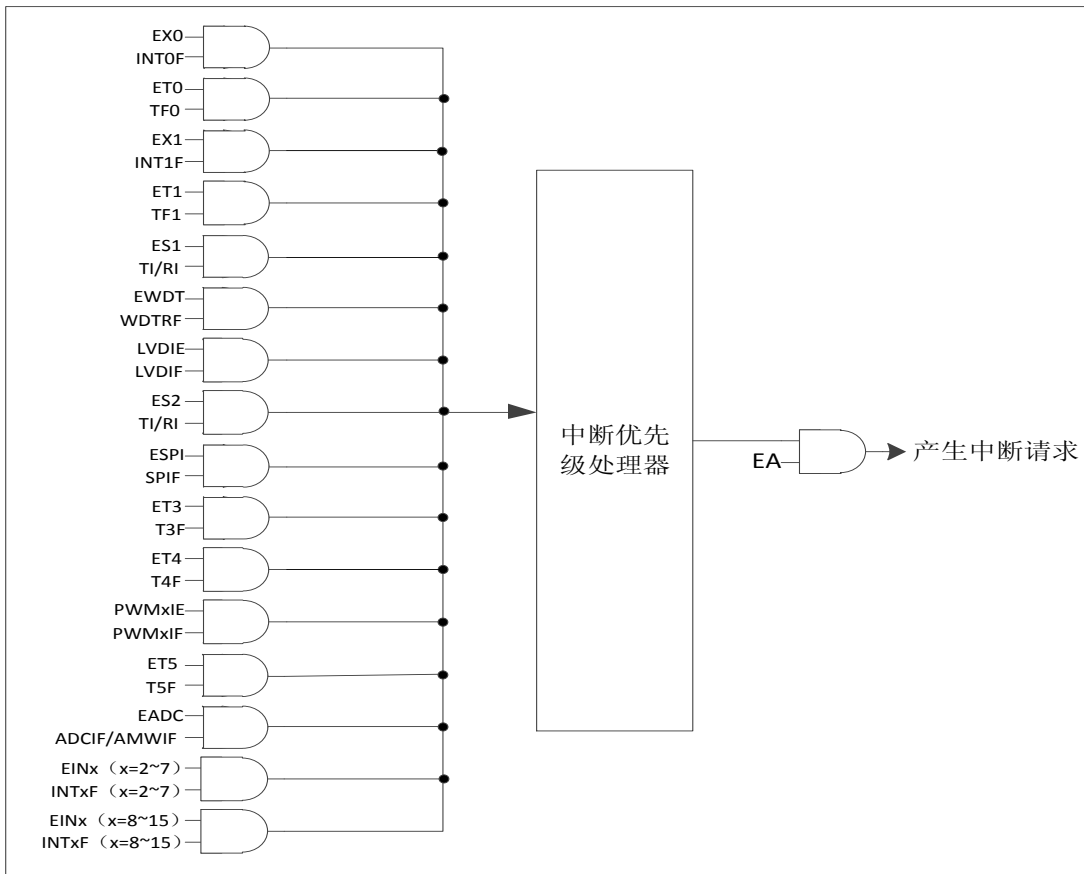 EX0
INT0F
ET0
TF0
EX1
INT1F
ET1
TF1
ES1
TI/RI
EWDT
WDTRF
LVDIE
LVDIF
ES2
TI/RI
ESPI
SPIF
ET3
T3F
ET4
T4F
PWMxIE
PWMxIF
ET5
T5F
EADC
ADCIF/AMWIF
EINx（x=2~7）
INTxF（x=2~7）
EINx（x=8~15）
INTxF（x=8~15）
中断优先
级处理器
EA
产生中断请求